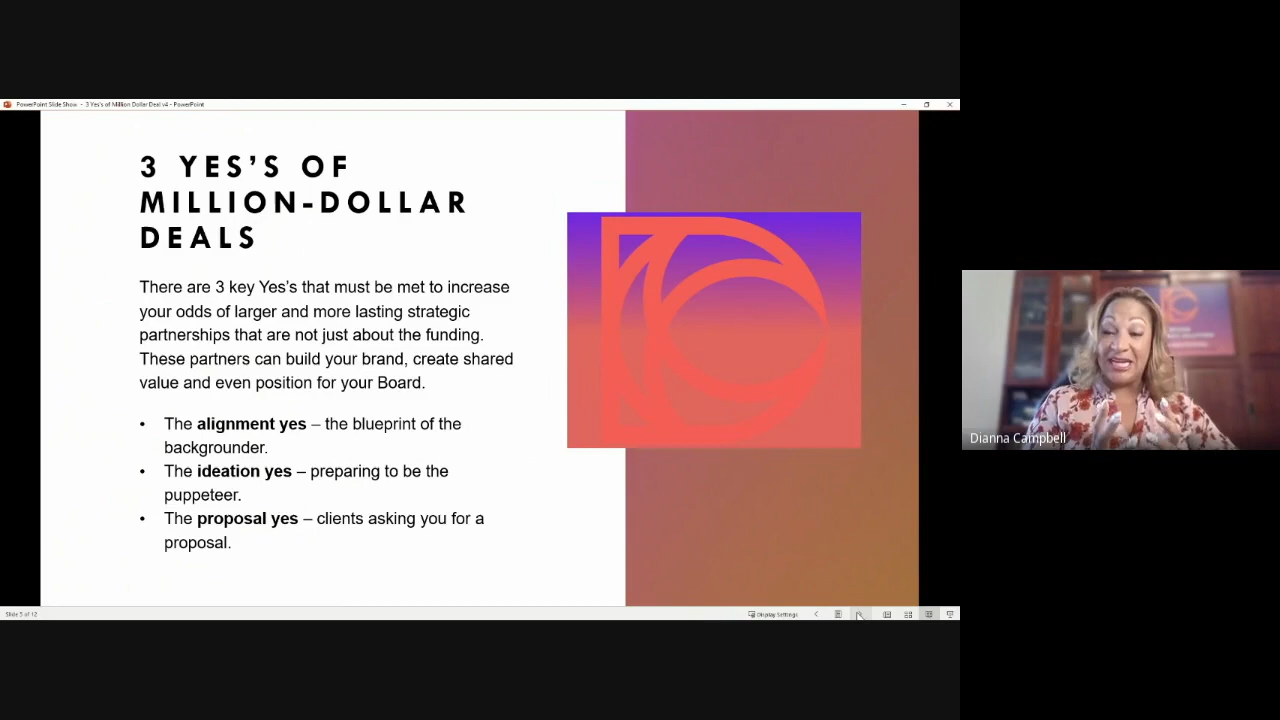 PowerPoint Slide Show - 3 Yes's of Million Dollar Deal v4 - PowerPoint
3 YES’S OF
MILLION-DOLLAR
DEALS
There are 3 key Yes’s that must be met to increase
your odds of larger and more lasting strategic
partnerships that are not just about the funding.
These partners can build your brand, create shared
value and even position for your Board.
• The alignment yes – the blueprint of the
backgrounder.
• The ideation yes – preparing to be the
puppeteer.
• The proposal yes – clients asking you for a
proposal.
Dianna Campbell
Display Settings